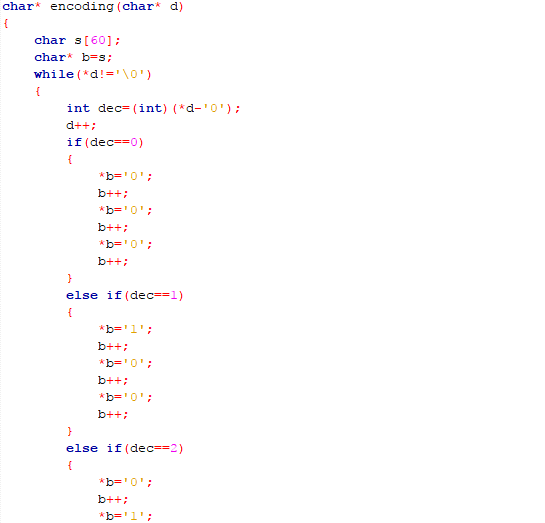 char* encoding(char* d)
{
    char s[60];
    char* b=s;
    while(*d!='\0')
    {
        int dec=(int)(*d-'0');
        d++;
        if(dec==0)
        {
            *b='0';
            b++;
            *b='0';
            b++;
            *b='0';
            b++;
        }
        else if(dec==1)
        {
            *b='1';
            b++;
            *b='0';
            b++;
            *b='0';
            b++;
        }
        else if(dec==2)
        {
            *b='0';
            b++;
            *b='1';